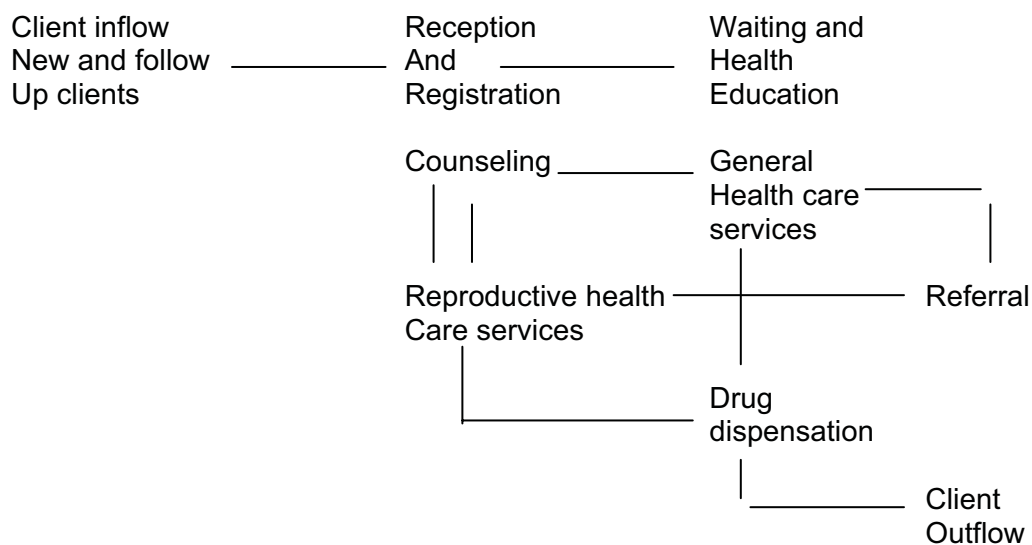 Client inflow
New and follow
Up clients
Reception
And
Registration
Waiting and
Health
Education
Counseling
General
Health care
services
Reproductive health
Care services
Referral
Drug
dispensation
Client
Outflow